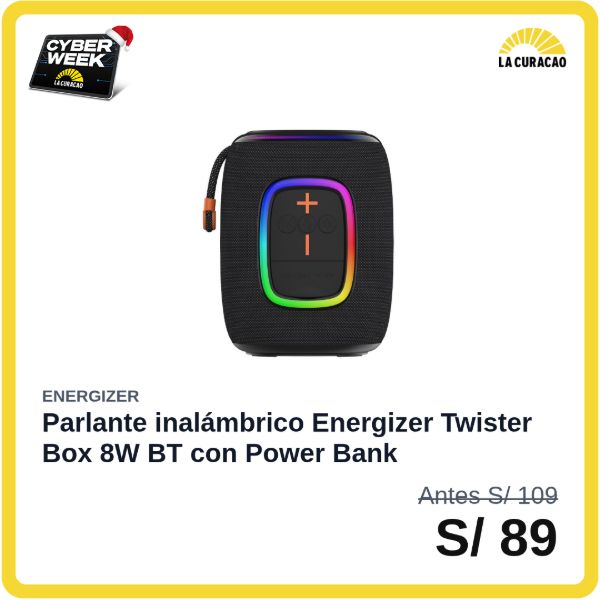 CYBER
WEEK
LA CURACAO
LA CURACAO
ENERGIZER
Parlante inalámbrico Energizer Twister
Box 8W BT con Power Bank
Antes S/ 109
S/ 89